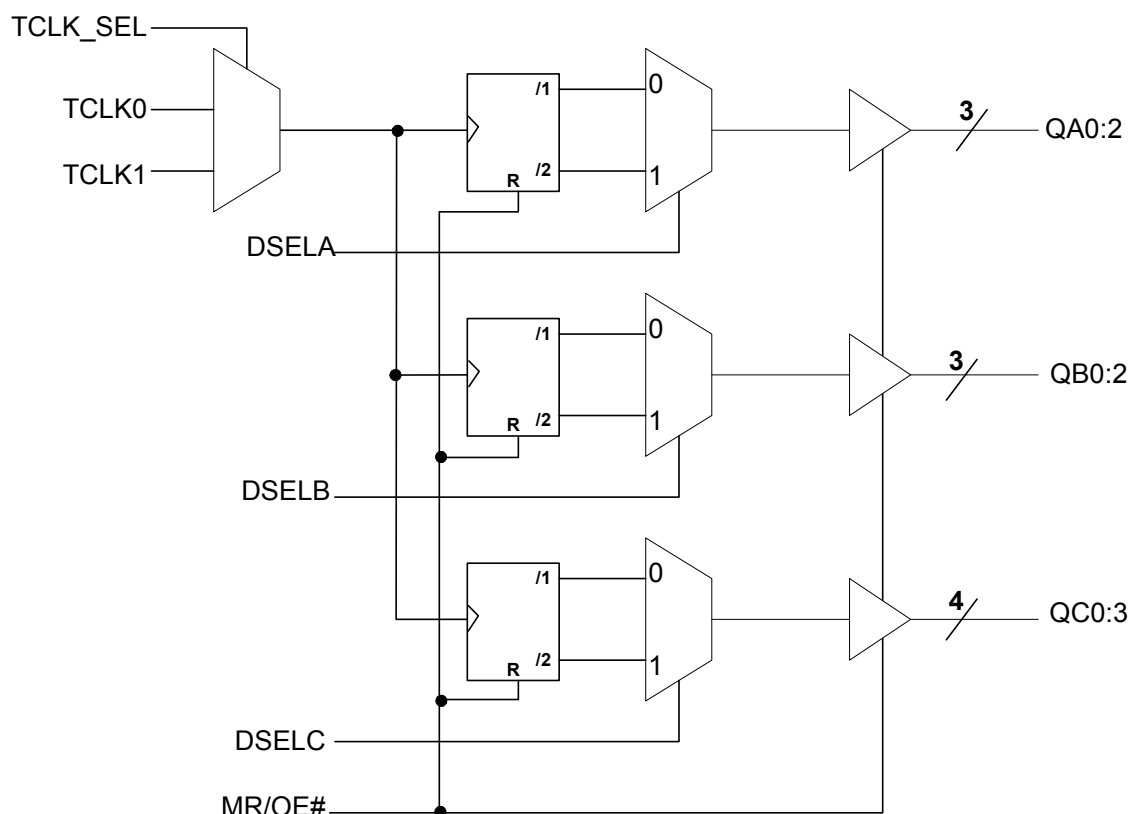 TCLK_SEL
TCLK0
TCLK1
/1
/2
R
0
1
3
QA0:2
DSELA
/1
/2
R
0
1
3
QB0:2
DSELB
/1
/2
R
0
1
4
QC0:3
DSELC
MR/OE#